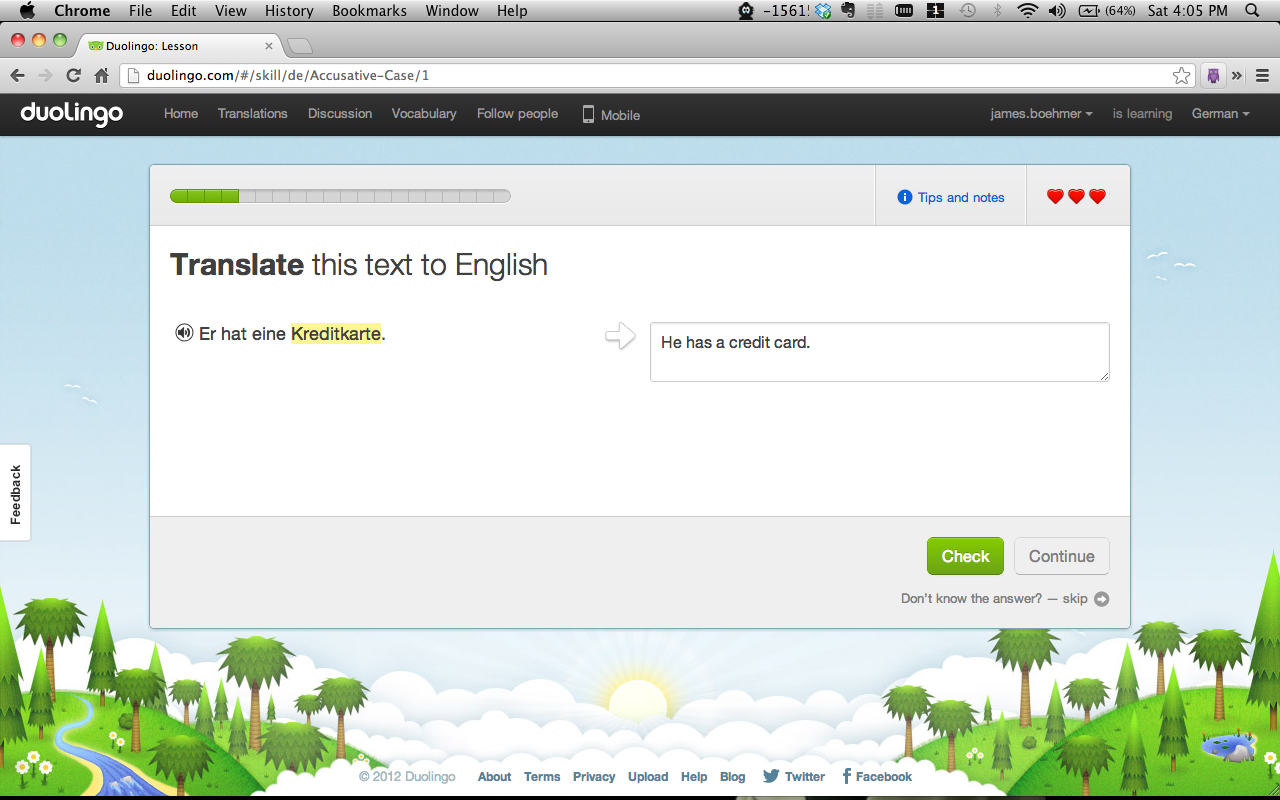 Chrome File Edit View History Bookmarks Window Help -1561 (64%) Sat 4:05 PM
Duolingo: Lesson
duolingo.com/#/skill/de/Accusative-Case/1
duolingo Home Translations Discussion Vocabulary Follow people Mobile james.boehmer is learning German
Tips and notes
Translate this text to English
Er hat eine Kreditkarte.
He has a credit card.
Feedback
Check Continue
Don't know the answer? — skip
© 2012 Duolingo About Terms Privacy Upload Help Blog Twitter Facebook